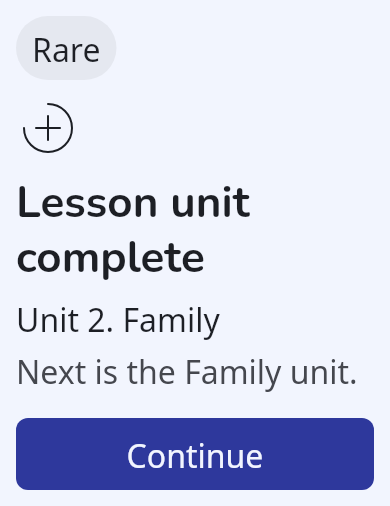 Rare
Lesson unit
complete
Unit 2. Family
Next is the Family unit.
Continue